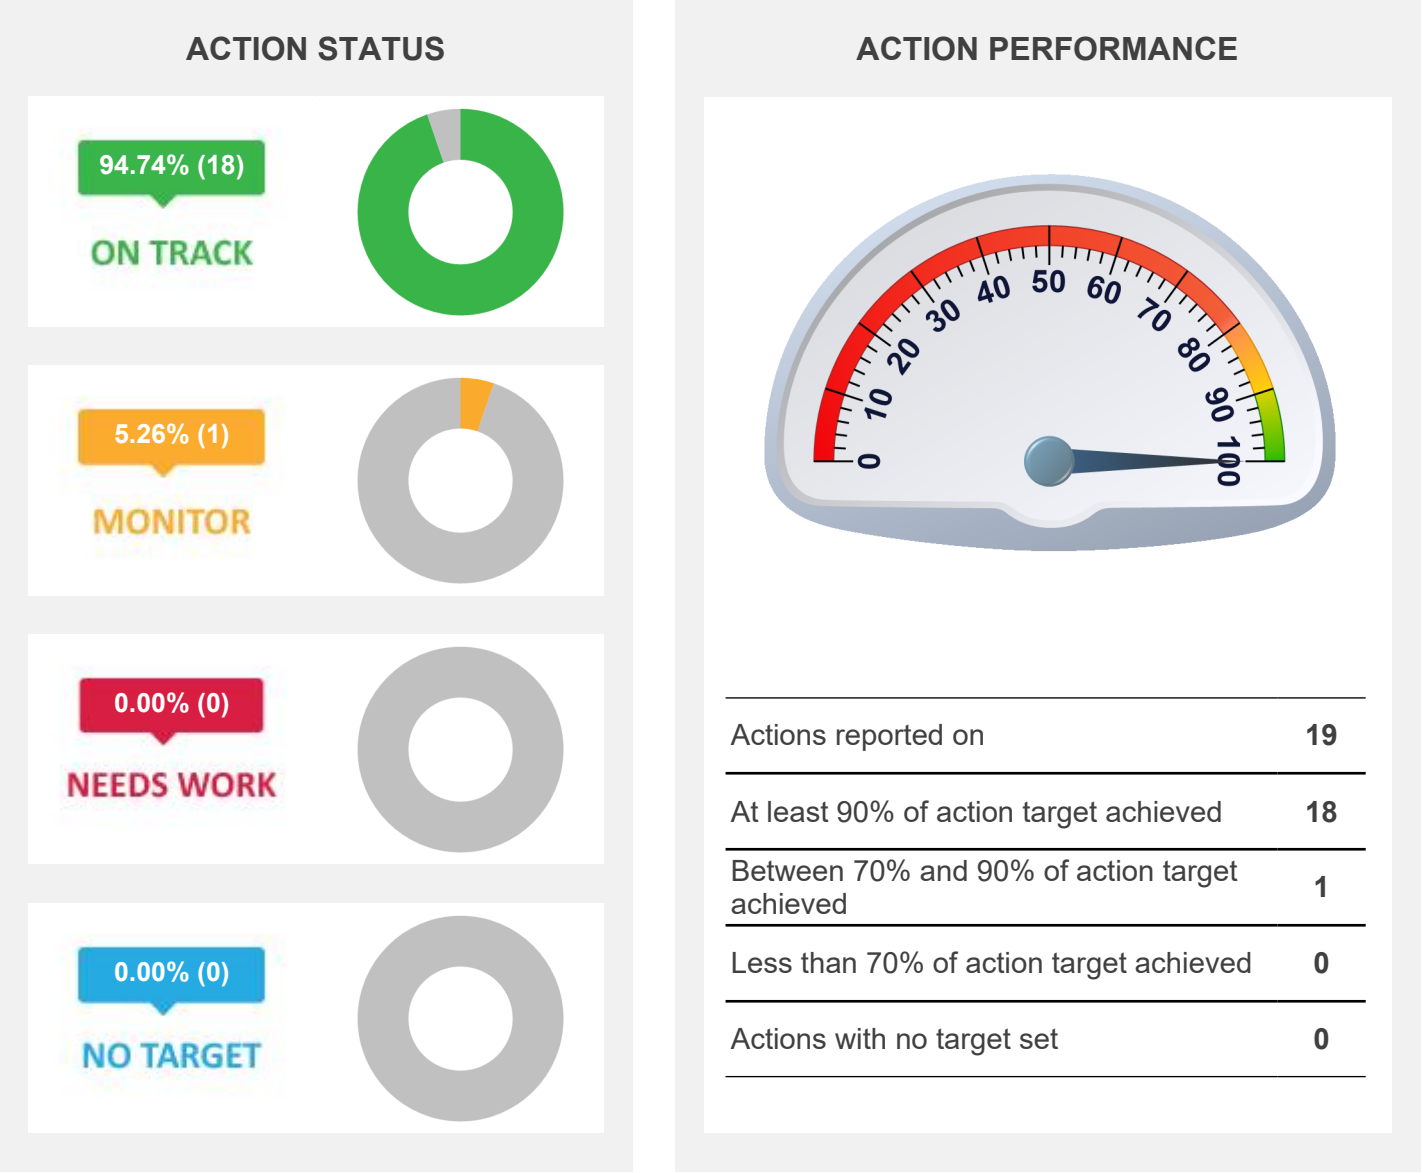 ACTION STATUS
94.74% (18)
ON TRACK
5.26% (1)
MONITOR
0.00% (0)
NEEDS WORK
0.00% (0)
NO TARGET
ACTION PERFORMANCE
0 10 20 30 40 50 60 70 80 90 100
Actions reported on 19
At least 90% of action target achieved 18
Between 70% and 90% of action target
achieved 1
Less than 70% of action target achieved 0
Actions with no target set 0